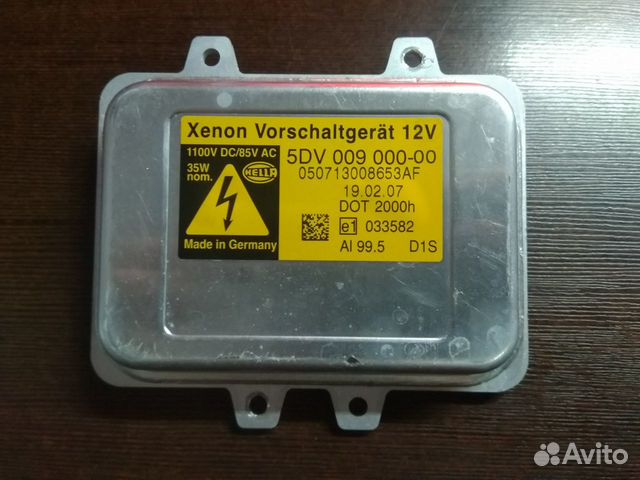 Xenon Vorschaltgerät 12V
1100V DC/85V AC
35W
nom.
HELLA
Made in Germany
5DV 009 000-00
050713008653AF
19.02.07
DOT 2000h
e1 033582
Al 99.5 D1S
Avito